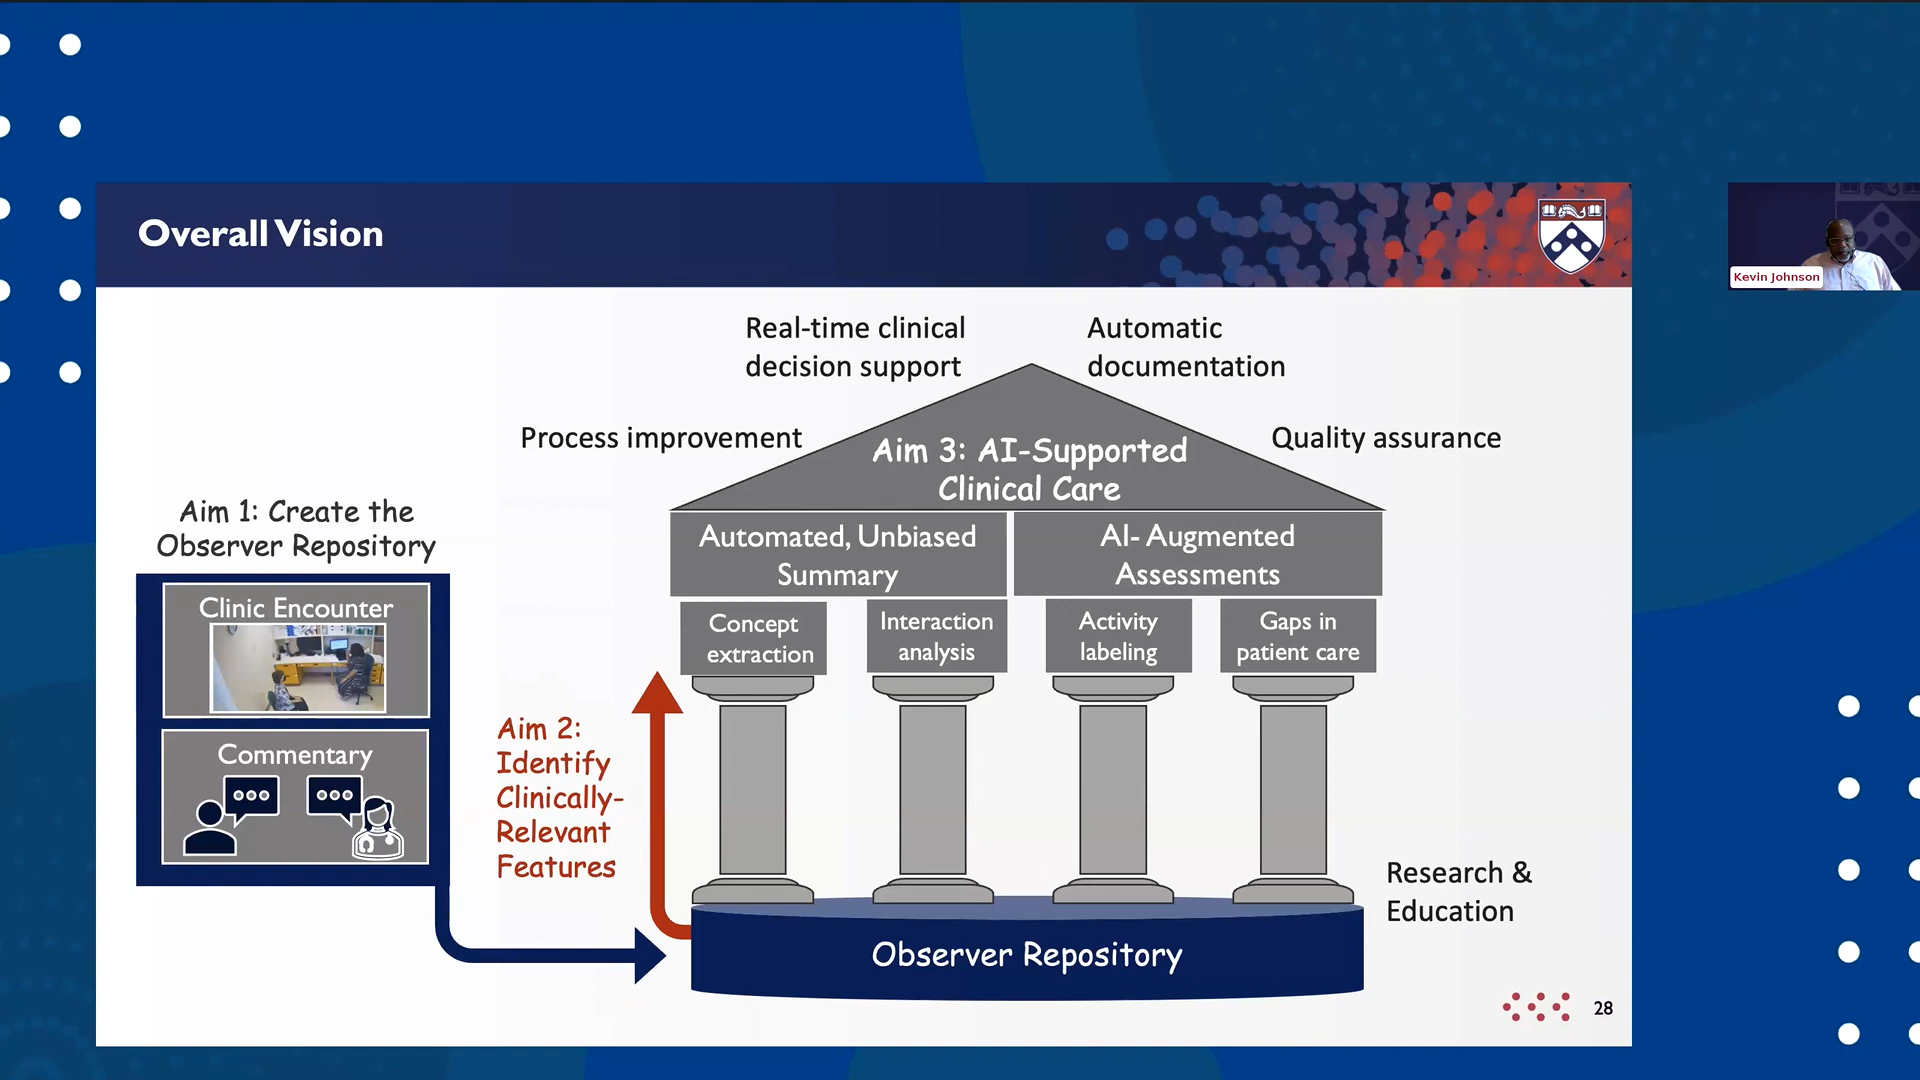 Overall Vision
Kevin Johnson
Real-time clinical
decision support
Automatic
documentation
Process improvement
Quality assurance
Aim 3: AI-Supported
Clinical Care
Aim 1: Create the
Observer Repository
Automated, Unbiased
Summary
AI- Augmented
Assessments
Clinic Encounter
Concept
extraction
Interaction
analysis
Activity
labeling
Gaps in
patient care
Commentary
Aim 2:
Identify
Clinically-
Relevant
Features
Research &
Education
Observer Repository
28